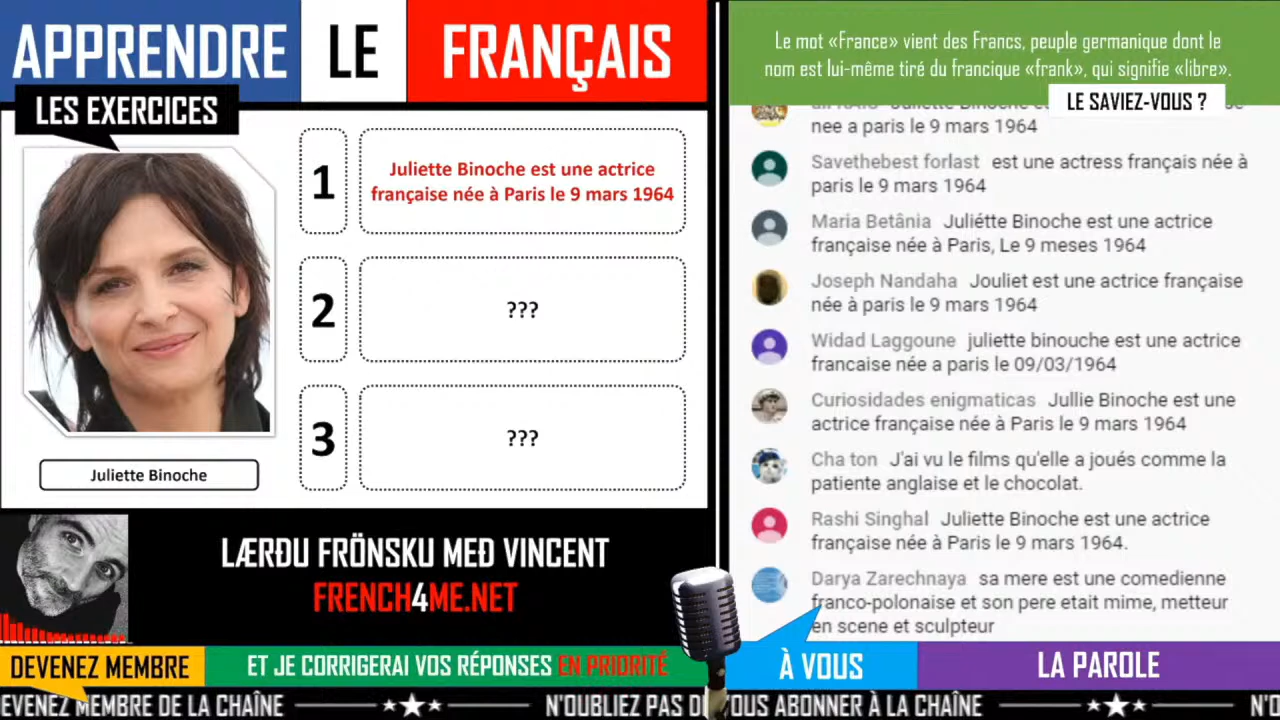 APPRENDRE LE FRANÇAIS
LES EXERCICES
1
Juliette Binoche est une actrice
française née à Paris le 9 mars 1964
2
???
3
???
Juliette Binoche
LÆRÐU FRÖNSKU MEÐ VINCENT
FRENCH4ME.NET
DEVENEZ MEMBRE
ET JE CORRIGERAI VOS RÉPONSES EN PRIORITÉ
Le mot «France» vient des Francs, peuple germanique dont le
nom est lui-même tiré du francique «frank», qui signifie «libre».
LE SAVIEZ-VOUS ?
nee a paris le 9 mars 1964
Savethebest forlast est une actress français née à
paris le 9 mars 1964
Maria Betânia Juliétte Binoche est une actrice
française née à Paris, Le 9 meses 1964
Joseph Nandaha Jouliet est une actrice française
née à paris le 9 mars 1964
Widad Laggoune juliette binouche est une actrice
francaise née a paris le 09/03/1964
Curiosidades enigmaticas Jullie Binoche est une
actrice française née à Paris le 9 mars 1964
Cha ton J'ai vu le films qu'elle a joués comme la
patiente anglaise et le chocolat.
Rashi Singhal Juliette Binoche est une actrice
française née à Paris le 9 mars 1964.
Darya Zarechnaya sa mere est une comedienne
franco-polonaise et son pere etait mime, metteur
en scene et sculpteur
À VOUS
LA PAROLE
EVENEZ MEMBRE DE LA CHAÎNE
N'OUBLIEZ PAS DE VOUS ABONNER À LA CHAÎNE
N'O